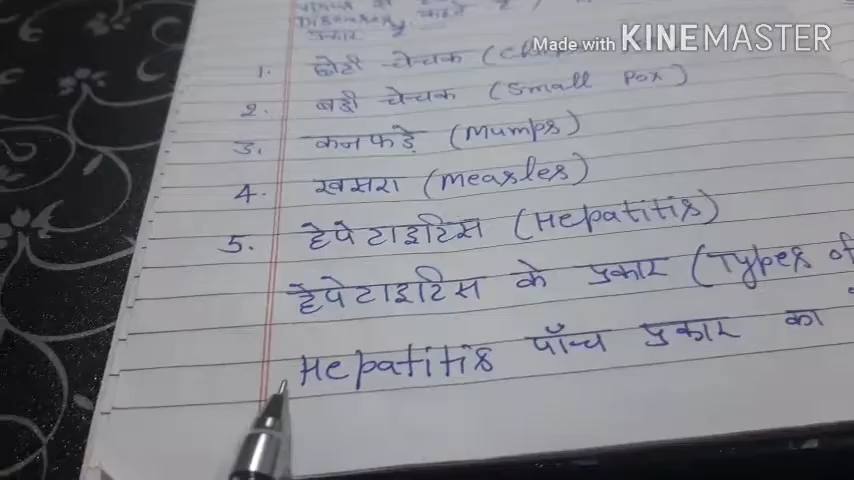 Made with KINEMASTER
1. छोटी चेचक (
2. बड़ी चेचक (Small Pox)
3. कनफड़े (Mumps)
4. खसरा (Measles)
5. हेपेटाइटिस (Hepatitis)
हेपेटाइटिस के प्रकार (Types of
Hepatitis पाँच प्रकार का